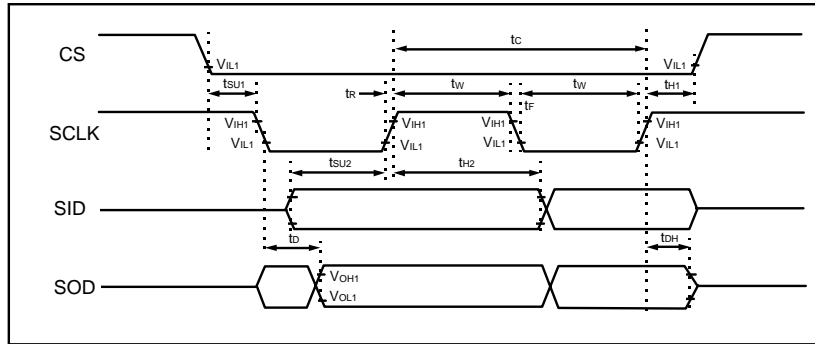 tC
CS
VIL1
VIL1
tSU1
tR
tW
tW
tH1
tF
SCLK
VIH1
VIH1
VIH1
VIH1
VIL1
VIL1
VIL1
VIL1
tSU2
tH2
SID
tD
tDH
SOD
VOH1
VOL1